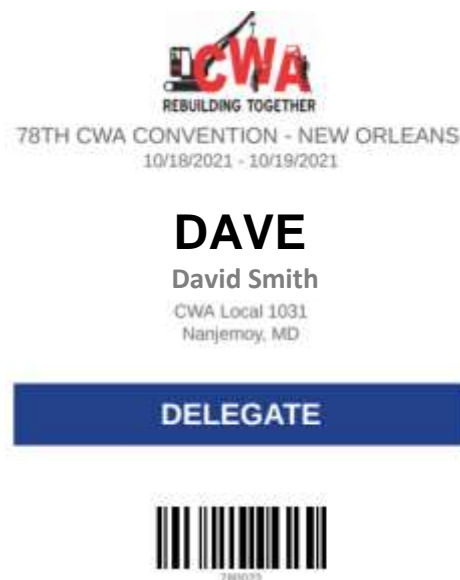 CWA
REBUILDING TOGETHER
78TH CWA CONVENTION - NEW ORLEANS
10/18/2021 - 10/19/2021
DAVE
David Smith
CWA Local 1031
Nanjemoy, MD
DELEGATE